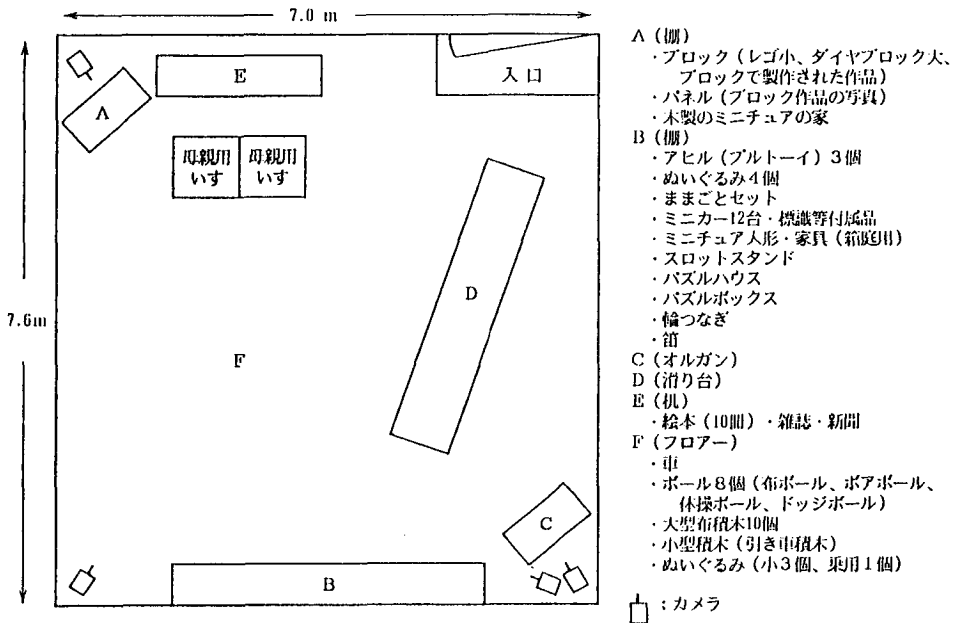 7.0 m
7.6m
E
入口
A
母親用
いす
母親用
いす
D
F
C
B
A（棚）
・ブロック（レゴ小、ダイヤブロック大、
ブロックで製作された作品）
・パネル（ブロック作品の写真）
・木製のミニチュアの家
B（棚）
・アヒル（プルトーイ）3個
・ぬいぐるみ4個
・ままごとセット
・ミニカー12台・標識等付属品
・ミニチュア人形・家具（箱庭用）
・スロットスタンド
・パズルハウス
・パズルボックス
・輪つなぎ
・笛
C（オルガン）
D（滑り台）
E（机）
・絵本（10冊）・雑誌・新聞
F（フロアー）
・車
・ボール8個（布ボール、ボアボール、
体操ボール、ドッジボール）
・大型布積木10個
・小型積木（引き車積木）
・ぬいぐるみ（小3個、乗用1個）
：カメラ